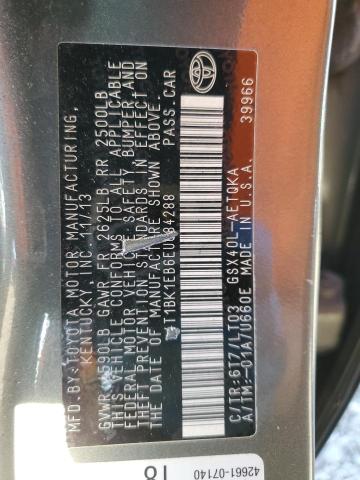 MFD. BY: TOYOTA MOTOR MANUFACTURING,
KENTUCKY, INC. 11/13
GVWR 4590LB GAWR FR 2625LB RR 2500LB
THIS VEHICLE CONFORMS TO ALL APPLICABLE
FEDERAL MOTOR VEHICLE SAFETY, BUMPER, AND
THEFT PREVENTION STANDARDS IN EFFECT ON
THE DATE OF MANUFACTURE SHOWN ABOVE.
PASS. CAR
C/TR: 6T7/LT03 GSX40L-AETQKA
A/TM: -01A/U660E MADE IN U.S.A. 39966
TOYOTA
42661-07140